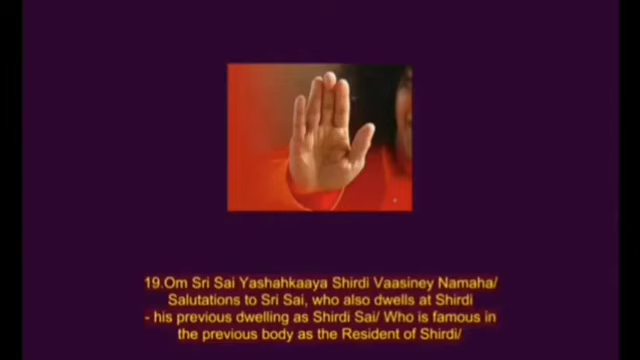 19.Om Sri Sai Yashahkaaya Shirdi Vaasiney Namaha/
Salutations to Sri Sai, who also dwells at Shirdi
- his previous dwelling as Shirdi Sai/ Who is famous in
the previous body as the Resident of Shirdi/